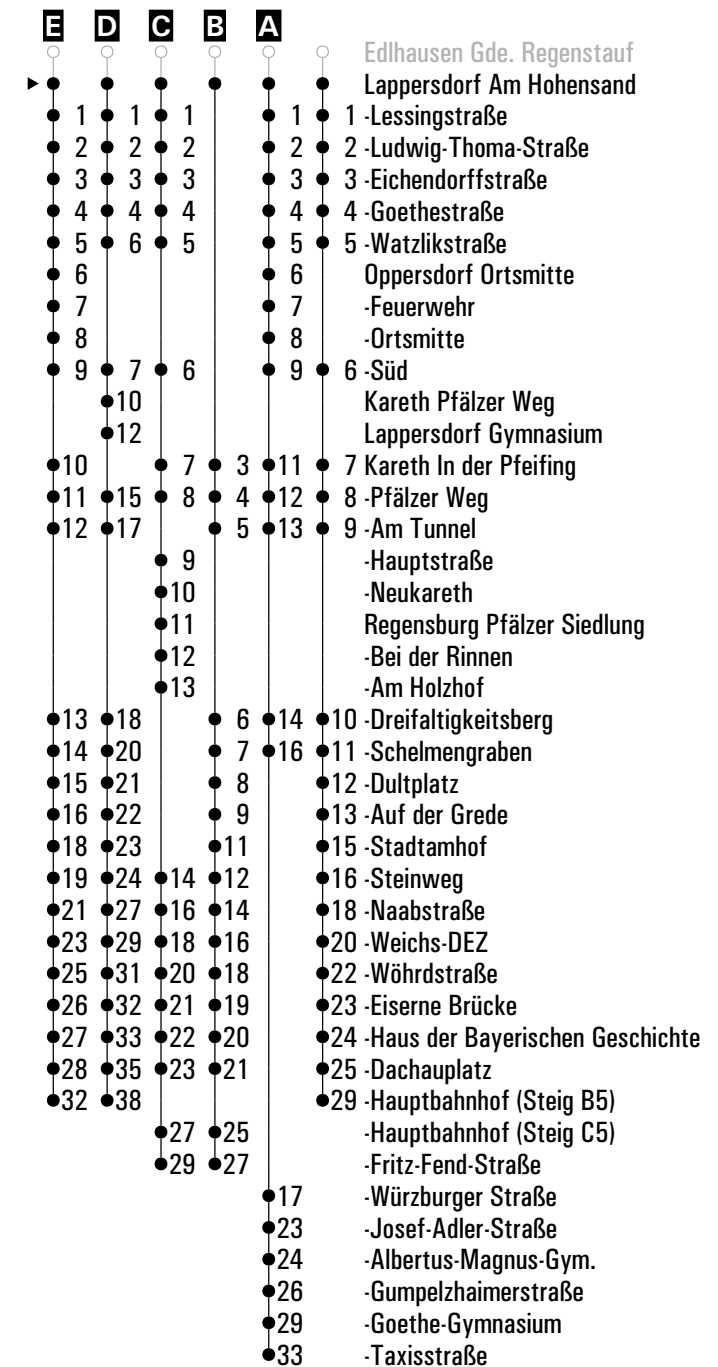 E D C B A
Edlhausen Gde. Regenstauf
Lappersdorf Am Hohensand
1 1 1 1 1 -Lessingstraße
2 2 2 2 2 -Ludwig-Thoma-Straße
3 3 3 3 3 -Eichendorffstraße
4 4 4 4 4 -Goethestraße
5 6 5 5 5 -Watzlikstraße
6 6 Oppersdorf Ortsmitte
7 7 -Feuerwehr
8 8 -Ortsmitte
9 7 6 9 6 -Süd
10 Kareth Pfälzer Weg
12 Lappersdorf Gymnasium
10 7 3 11 7 Kareth In der Pfeifing
11 15 8 4 12 8 -Pfälzer Weg
12 17 5 13 9 -Am Tunnel
9 -Hauptstraße
10 -Neukareth
11 Regensburg Pfälzer Siedlung
12 -Bei der Rinnen
13 -Am Holzhof
13 18 6 14 10 -Dreifaltigkeitsberg
14 20 7 16 11 -Schelmengraben
15 21 8 12 -Dultplatz
16 22 9 13 -Auf der Grede
18 23 11 15 -Stadtamhof
19 24 14 12 16 -Steinweg
21 27 16 14 18 -Naabstraße
23 29 18 16 20 -Weichs-DEZ
25 31 20 18 22 -Wöhrdstraße
26 32 21 19 23 -Eiserne Brücke
27 33 22 20 24 -Haus der Bayerischen Geschichte
28 35 23 21 25 -Dachauplatz
32 38 29 -Hauptbahnhof (Steig B5)
27 25 -Hauptbahnhof (Steig C5)
29 27 -Fritz-Fend-Straße
17 -Würzburger Straße
23 -Josef-Adler-Straße
24 -Albertus-Magnus-Gym.
26 -Gumpelzhaimerstraße
29 -Goethe-Gymnasium
33 -Taxisstraße